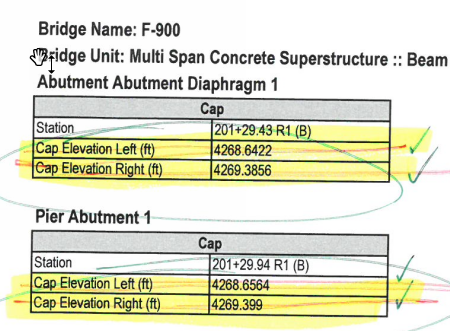 Bridge Name: F-900
Bridge Unit: Multi Span Concrete Superstructure :: Beam
Abutment Abutment Diaphragm 1
Cap
Station 201+29.43 R1 (B)
Cap Elevation Left (ft) 4268.6422
Cap Elevation Right (ft) 4269.3856
Pier Abutment 1
Cap
Station 201+29.94 R1 (B)
Cap Elevation Left (ft) 4268.6564
Cap Elevation Right (ft) 4269.399